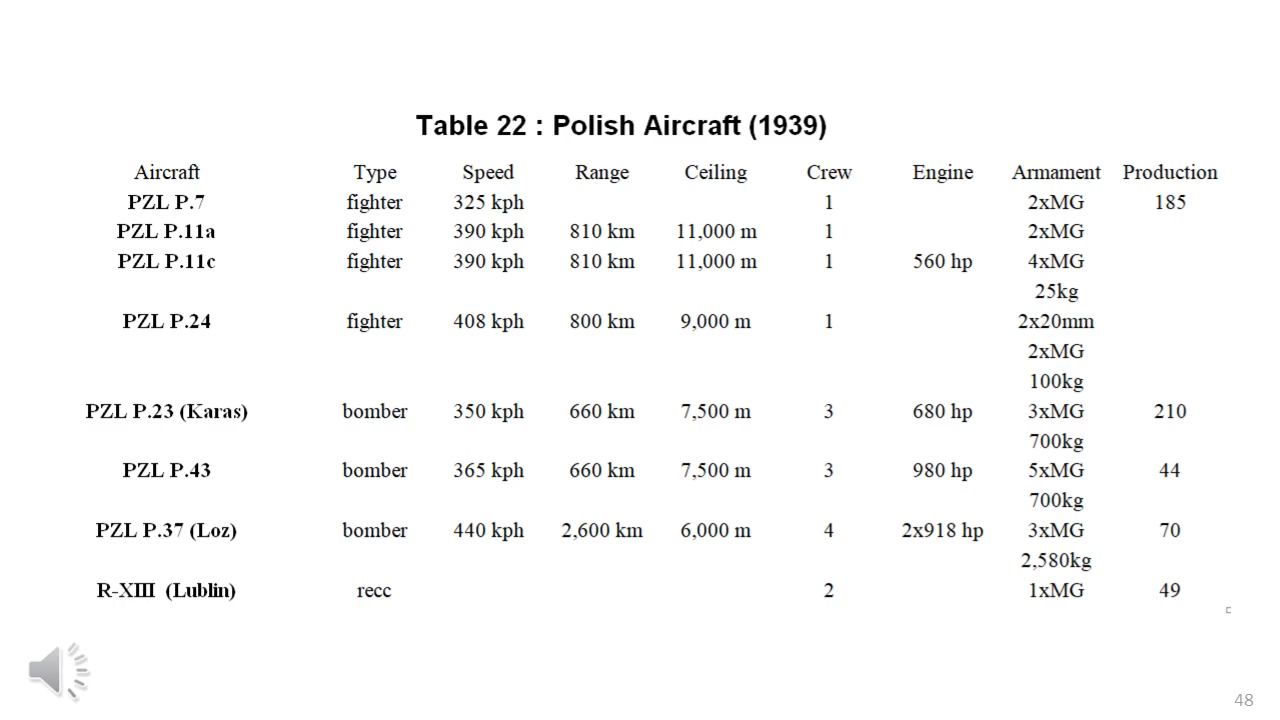 Table 22 : Polish Aircraft (1939)
Aircraft Type Speed Range Ceiling Crew Engine Armament Production
PZL P.7 fighter 325 kph 1 2xMG 185
PZL P.11a fighter 390 kph 810 km 11,000 m 1 2xMG
PZL P.11c fighter 390 kph 810 km 11,000 m 1 560 hp 4xMG
25kg
PZL P.24 fighter 408 kph 800 km 9,000 m 1 2x20mm
2xMG
100kg
PZL P.23 (Karas) bomber 350 kph 660 km 7,500 m 3 680 hp 3xMG 210
700kg
PZL P.43 bomber 365 kph 660 km 7,500 m 3 980 hp 5xMG 44
700kg
PZL P.37 (Loz) bomber 440 kph 2,600 km 6,000 m 4 2x918 hp 3xMG 70
2,580kg
R-XIII (Lublin) recc 2 1xMG 49
48